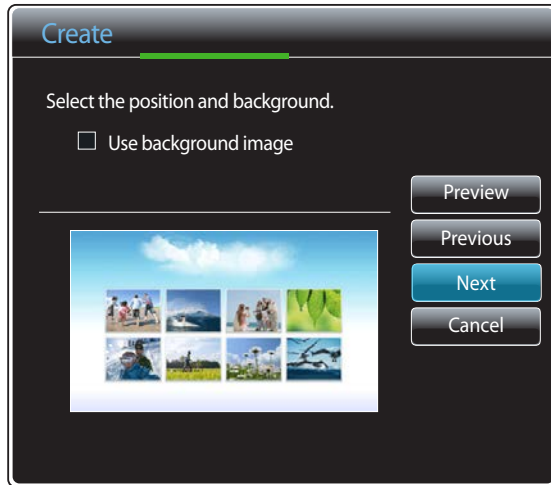 Create
Select the position and background.
Use background image
Preview
Previous
Next
Cancel